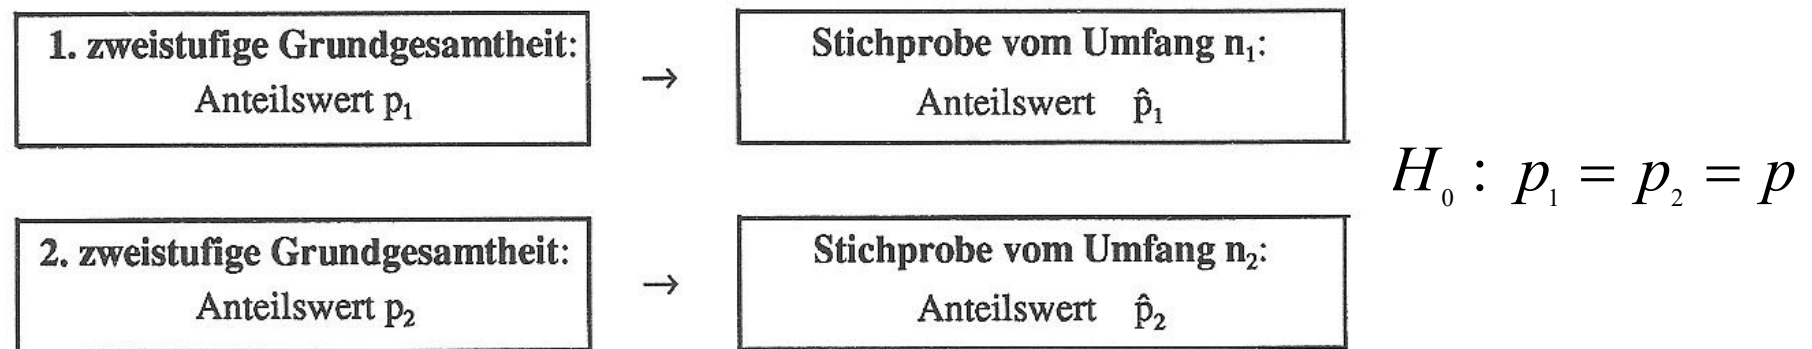 1. zweistufige Grundgesamtheit:
Anteilswert p₁
→
Stichprobe vom Umfang n₁:
Anteilswert p̂₁
2. zweistufige Grundgesamtheit:
Anteilswert p₂
→
Stichprobe vom Umfang n₂:
Anteilswert p̂₂
H₀ : p₁ = p₂ = p